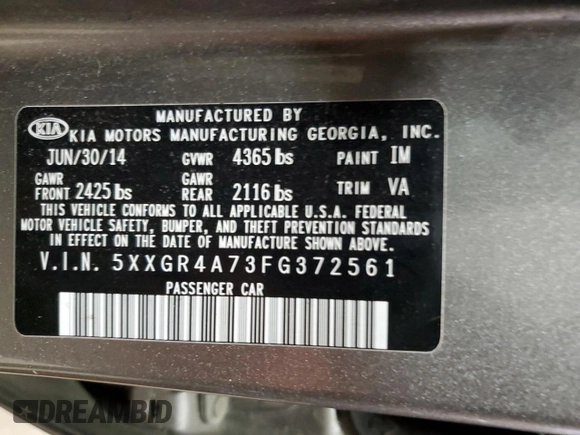 MANUFACTURED BY
KIA KIA MOTORS MANUFACTURING GEORGIA, INC.
JUN/30/14 GVWR 4365 lbs PAINT IM
GAWR FRONT 2425 lbs GAWR REAR 2116 lbs TRIM VA
THIS VEHICLE CONFORMS TO ALL APPLICABLE U.S.A. FEDERAL
MOTOR VEHICLE SAFETY, BUMPER, AND THEFT PREVENTION STANDARDS
IN EFFECT ON THE DATE OF MANUFACTURE SHOWN ABOVE.
V.I.N. 5XXGR4A73FG372561
PASSENGER CAR
DREAMBID